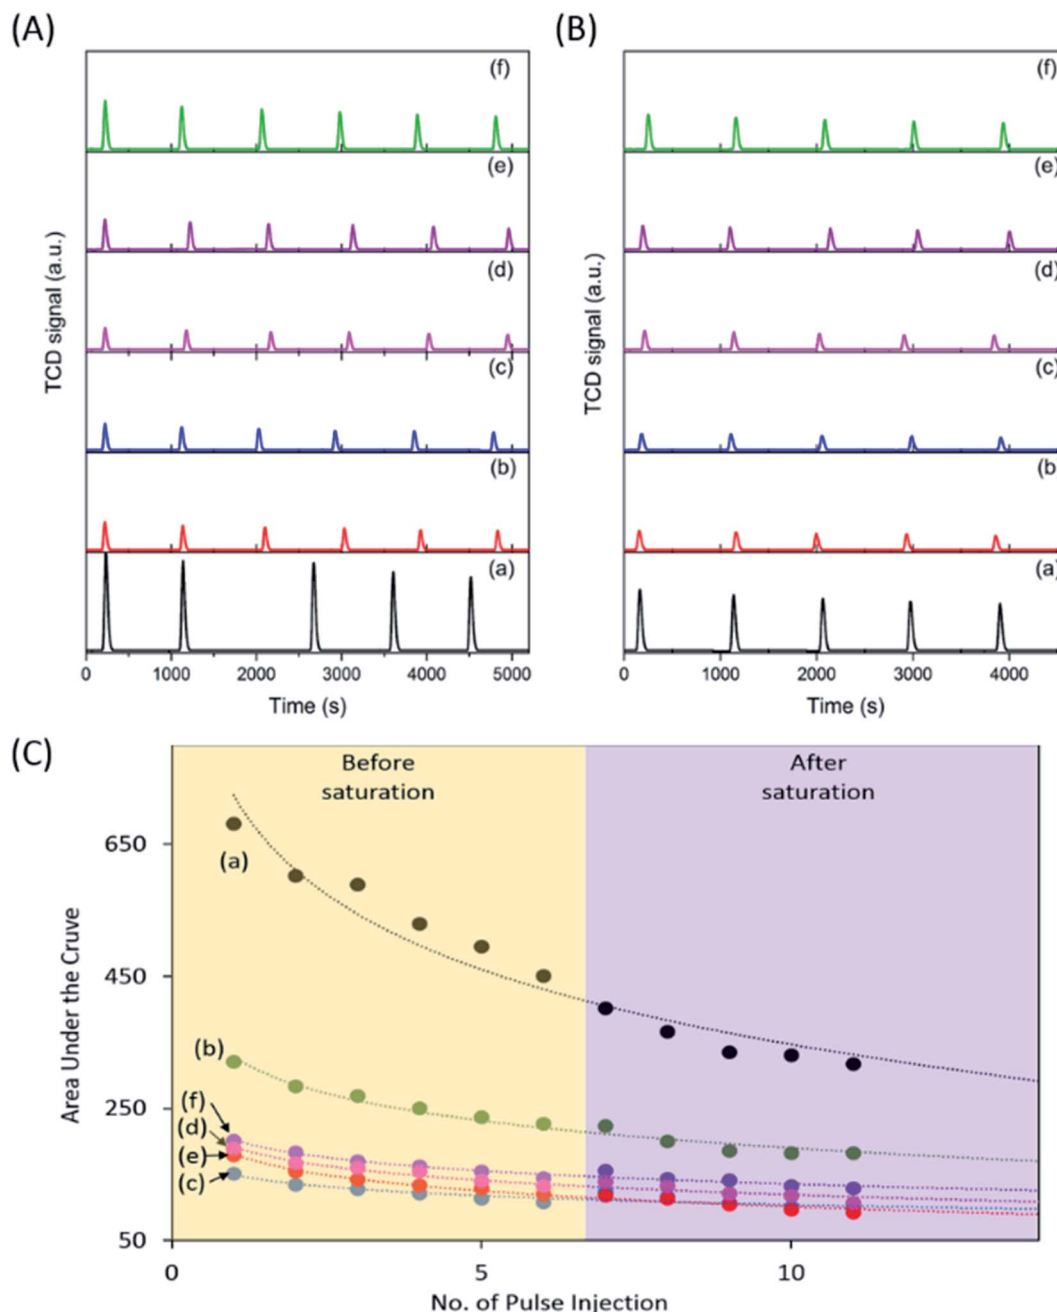 (A)
(f)
(e)
(d)
(c)
(b)
(a)
TCD signal (a.u.)
0 1000 2000 3000 4000 5000
Time (s)
(B)
(f)
(e)
(d)
(c)
(b
(a)
TCD signal (a.u.)
0 1000 2000 3000 4000
Time (s)
(C)
Before
saturation
After
saturation
650
450
250
50
Area Under the Cruve
(a)
(b)
(f)
(d)
(e)
(c)
0 5 10
No. of Pulse Injection